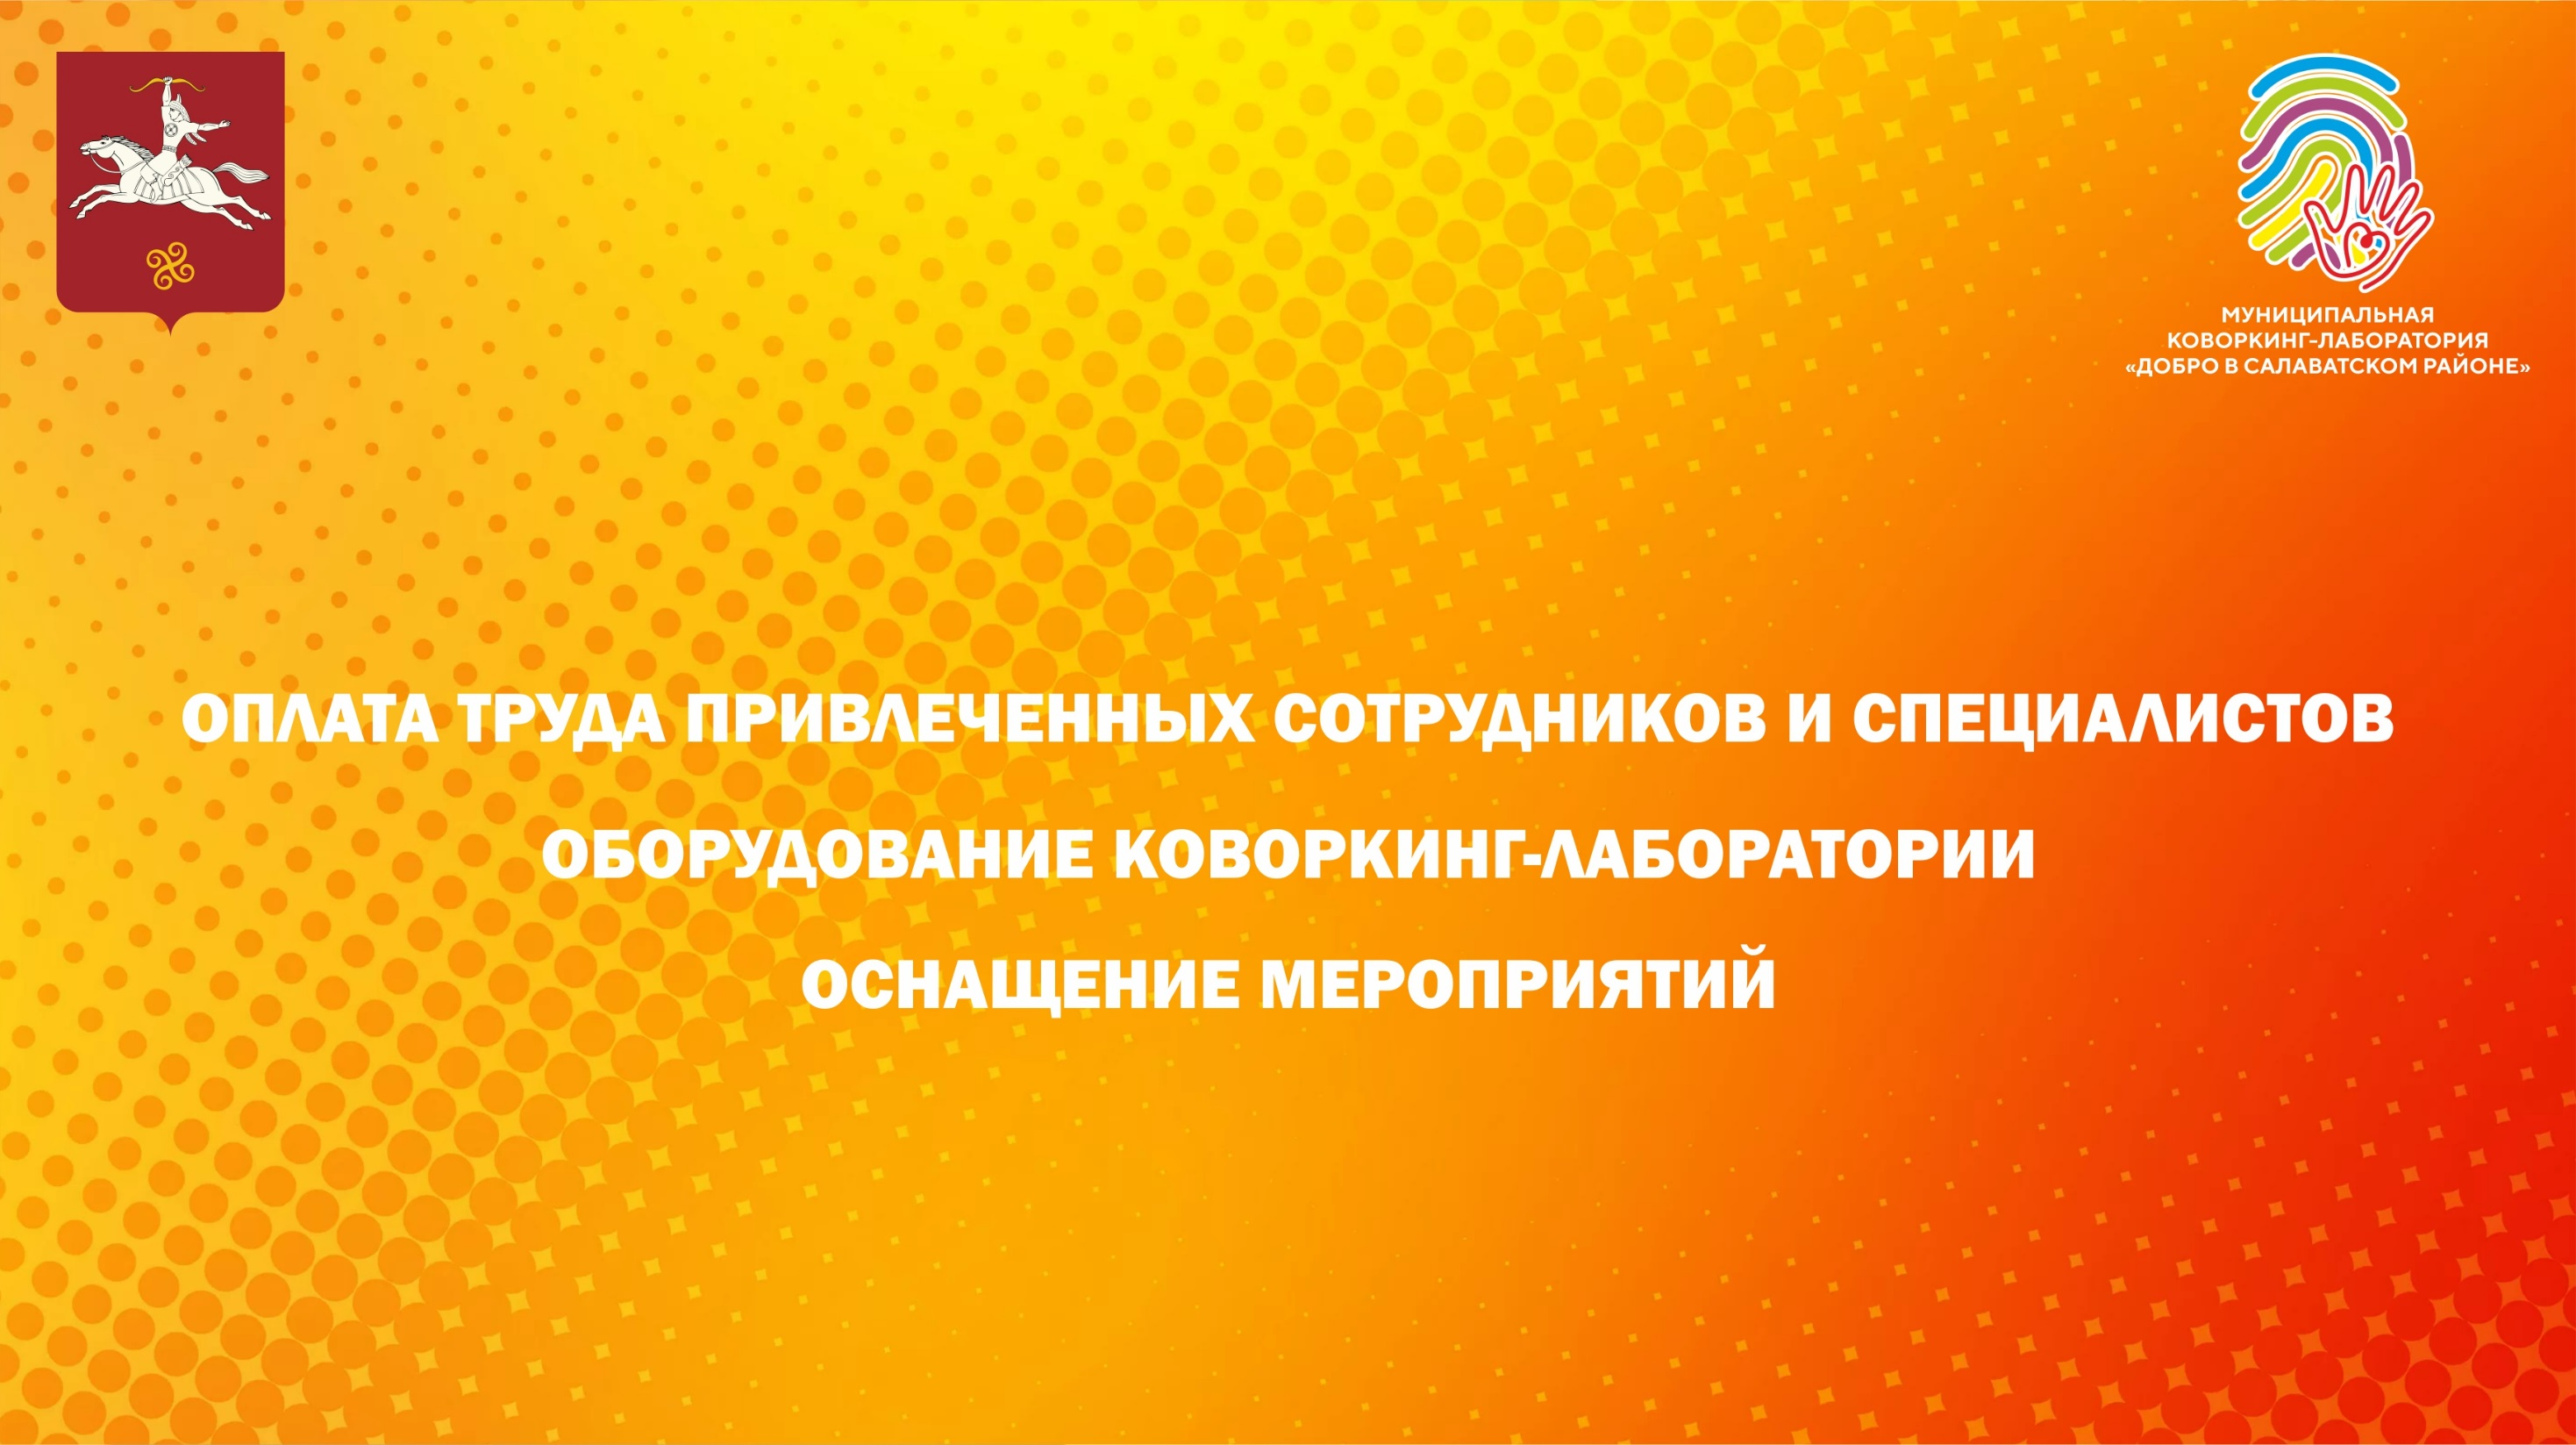 МУНИЦИПАЛЬНАЯ
КОВОРКИНГ-ЛАБОРАТОРИЯ
«ДОБРО В САЛАВАТСКОМ РАЙОНЕ»
ОПЛАТА ТРУДА ПРИВЛЕЧЕННЫХ СОТРУДНИКОВ И СПЕЦИАЛИСТОВ
ОБОРУДОВАНИЕ КОВОРКИНГ-ЛАБОРАТОРИИ
ОСНАЩЕНИЕ МЕРОПРИЯТИЙ